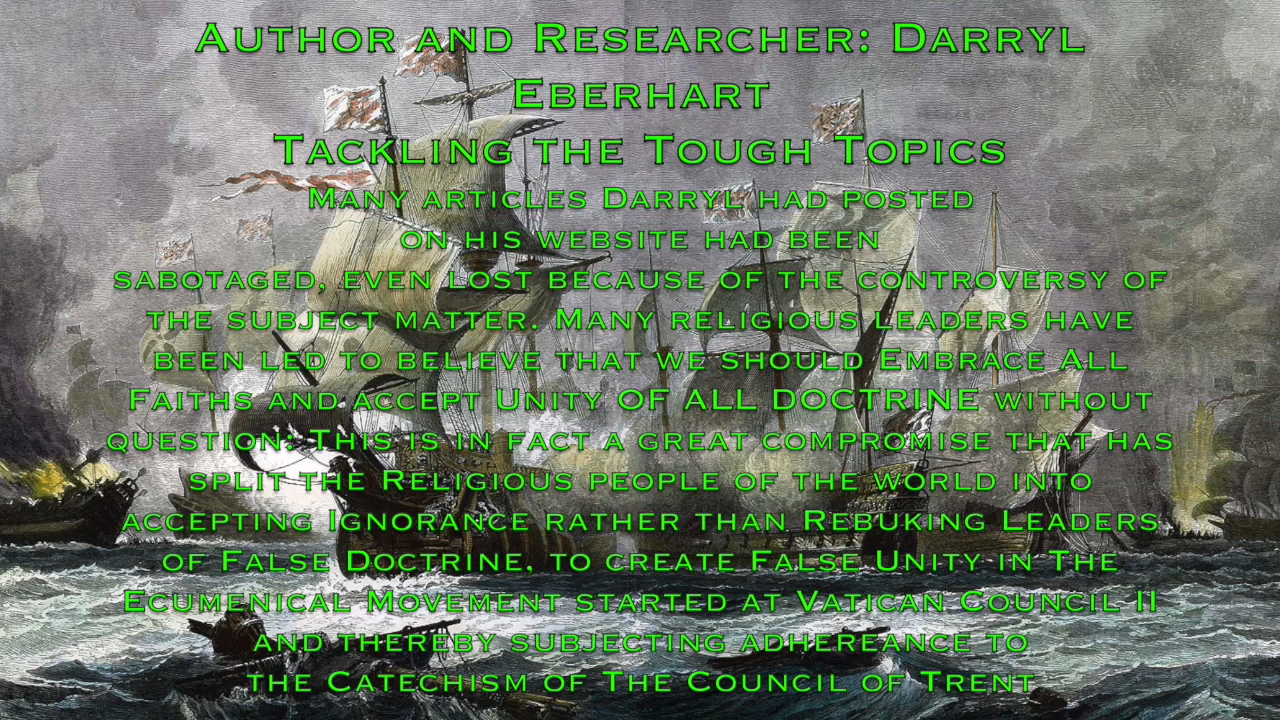 Author and Researcher: Darryl
Eberhart
Tackling the Tough Topics
Many articles Darryl had posted
on his website had been
sabotaged, even lost because of the controversy of
the subject matter. Many religious leaders have
been led to believe that we should Embrace All
Faiths and accept Unity OF ALL DOCTRINE without
question: This is in fact a great compromise that has
split the Religious people of the world into
accepting Ignorance rather than Rebuking Leaders
of False Doctrine, to create False Unity in The
Ecumenical Movement started at Vatican Council II
and thereby subjecting adhereance to
the Catechism of The Council of Trent